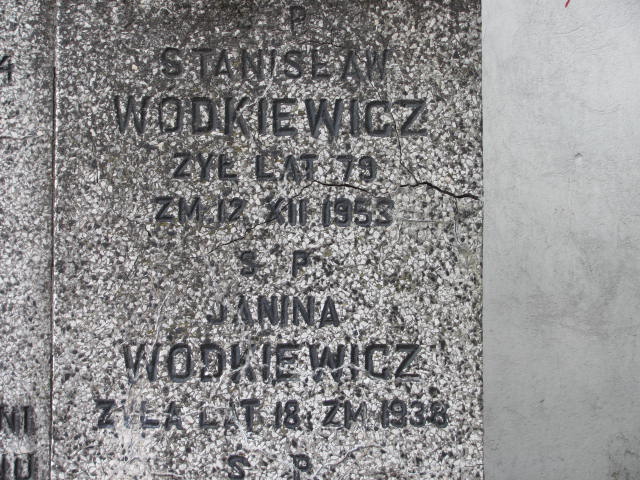 S P
STANISŁAW
WODKIEWICZ
ŻYŁ LAT 79
ZM. 12 XII 1953
S P
JANINA
WODKIEWICZ
ŻYŁA LAT 18 ZM. 1938
S P